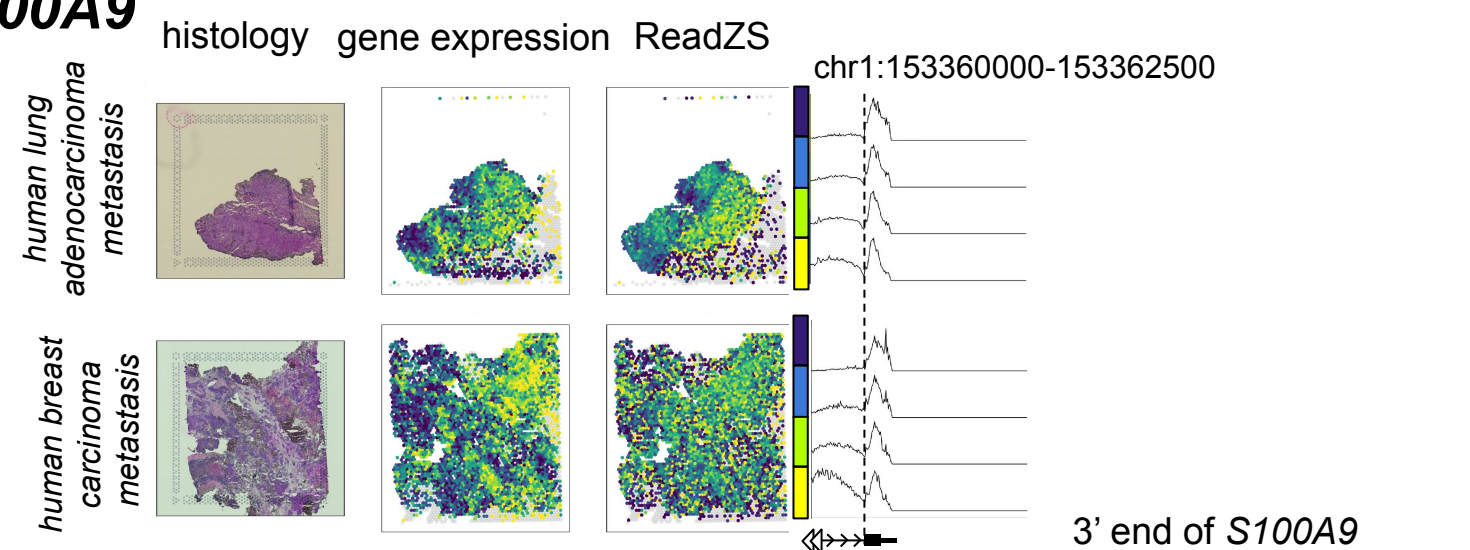 00A9
histology gene expression ReadZS
chr1:153360000-153362500
human lung
adenocarcinoma
metastasis
human breast
carcinoma
metastasis
3’ end of S100A9